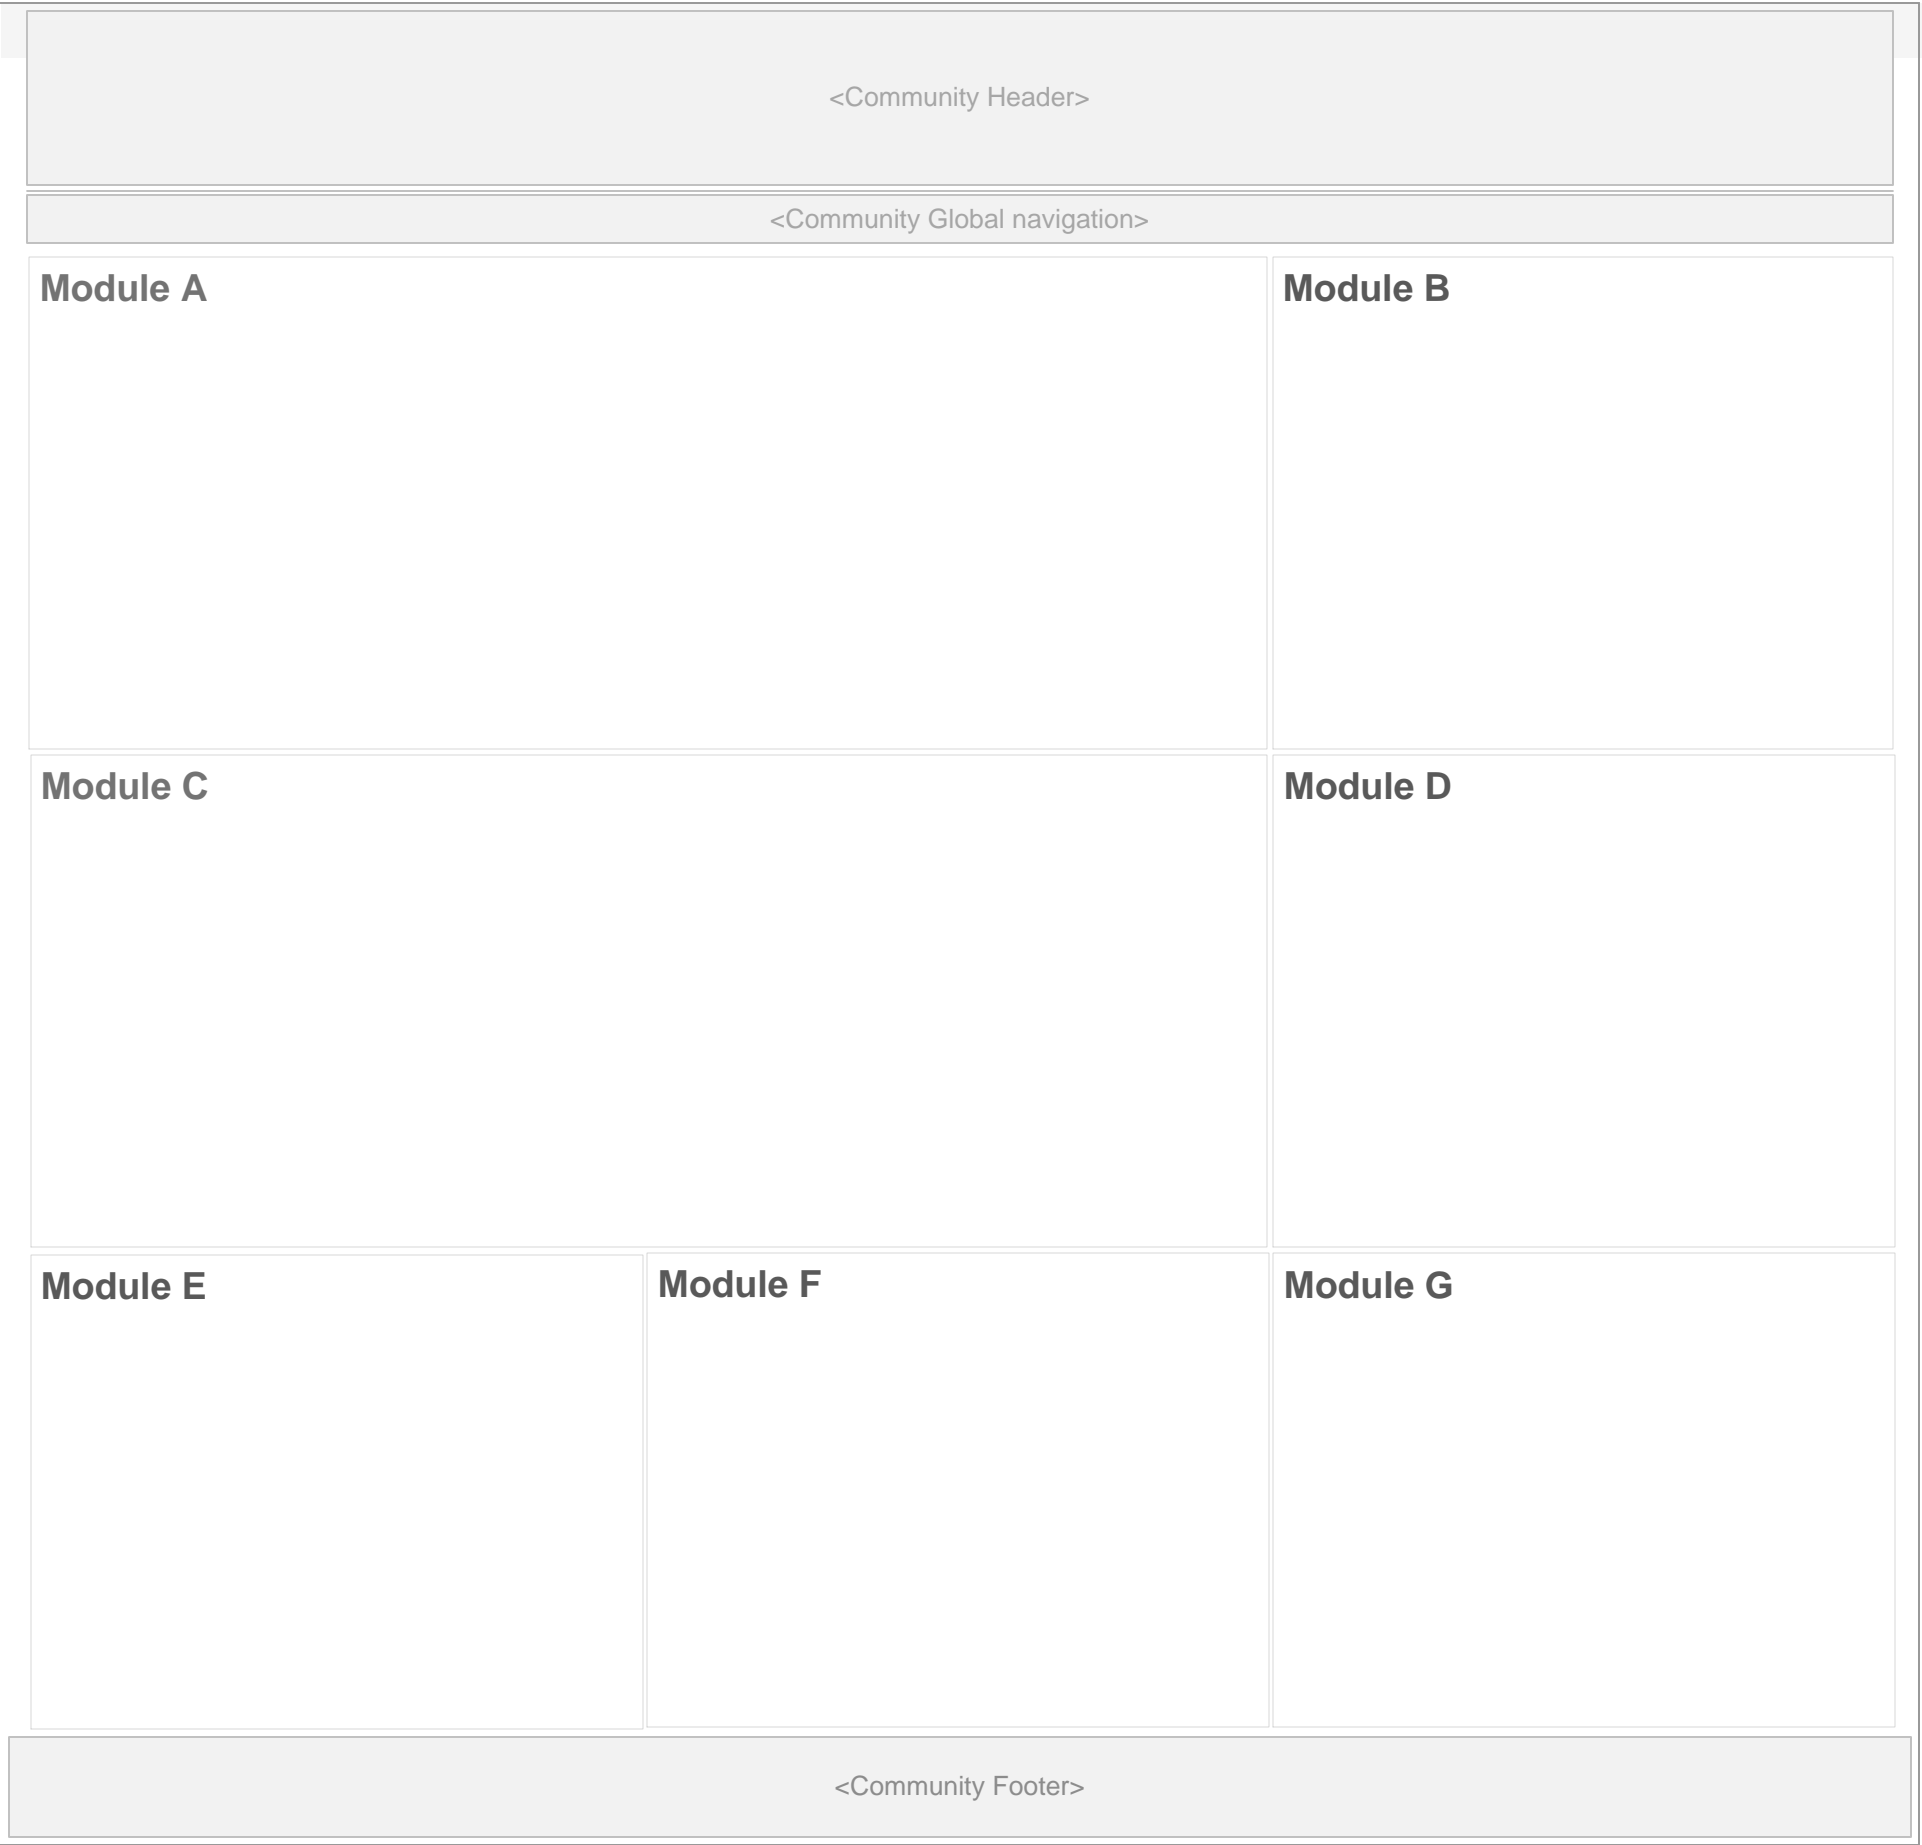 <Community Header>
<Community Global navigation>
Module A
Module B
Module C
Module D
Module E
Module F
Module G
<Community Footer>